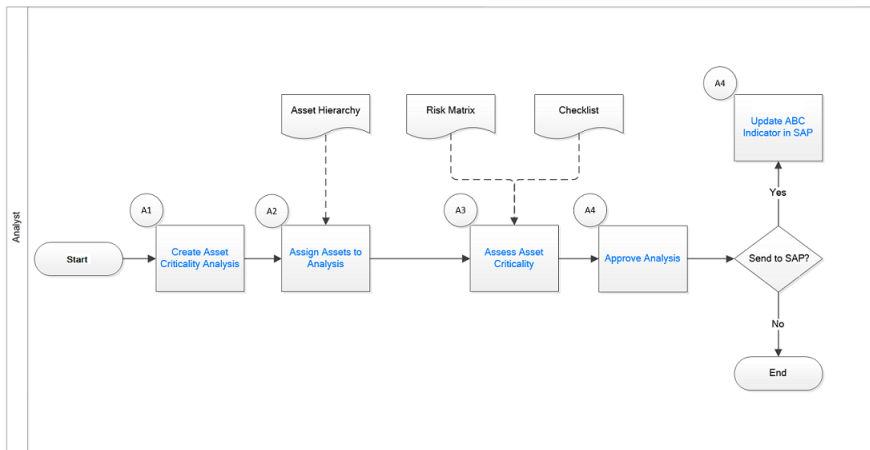 Analyst
Start
A1
Create Asset
Criticality Analysis
A2
Assign Assets to
Analysis
Asset Hierarchy
Risk Matrix
Checklist
A3
Assess Asset
Criticality
A4
Approve Analysis
Send to SAP?
Yes
A4
Update ABC
Indicator in SAP
No
End